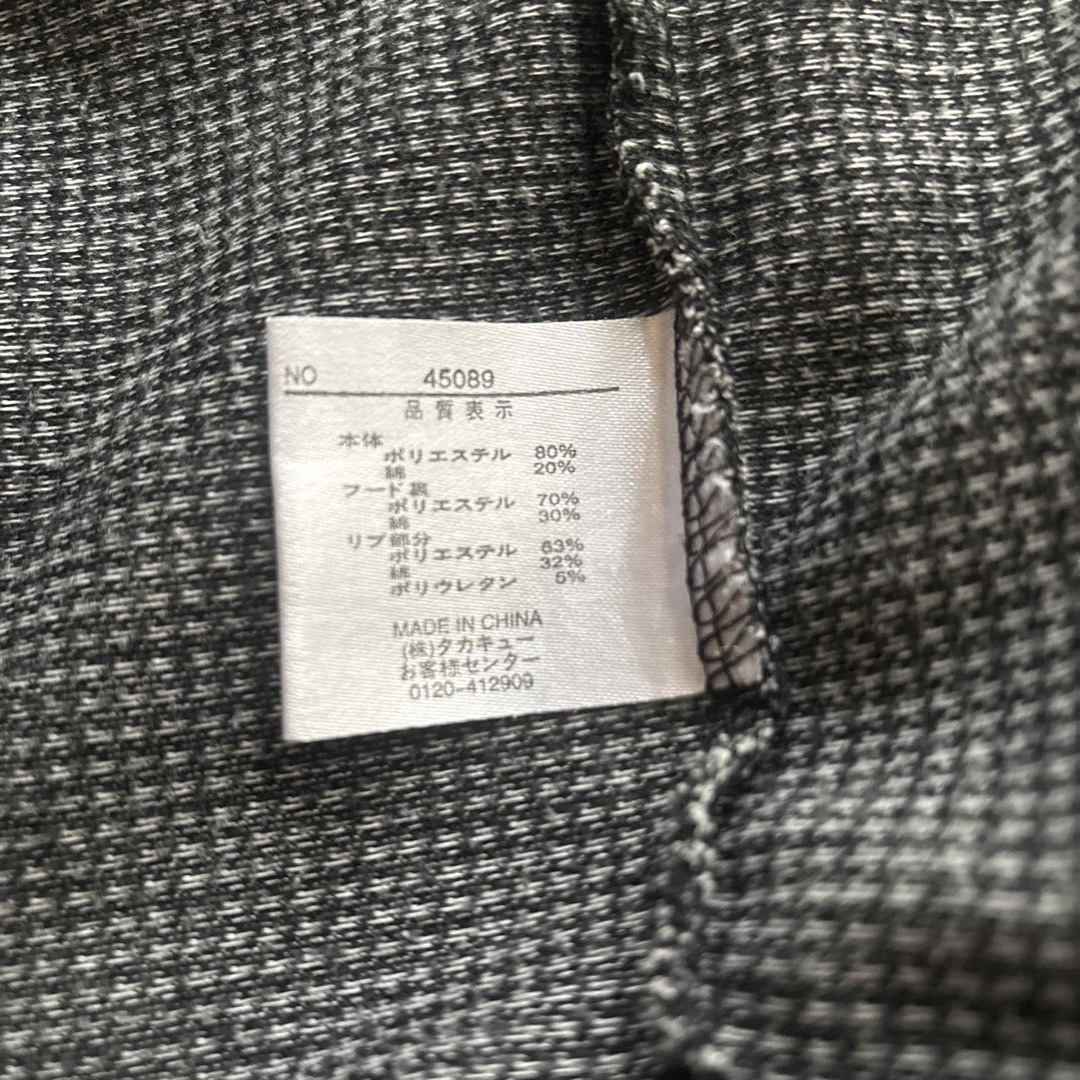 NO 45089
品質表示
本体
ポリエステル 80%
綿 20%
フード裏
ポリエステル 70%
綿 30%
リブ部分
ポリエステル 63%
綿 32%
ポリウレタン 5%
MADE IN CHINA
(株)タカキュー
お客様センター
0120-412909